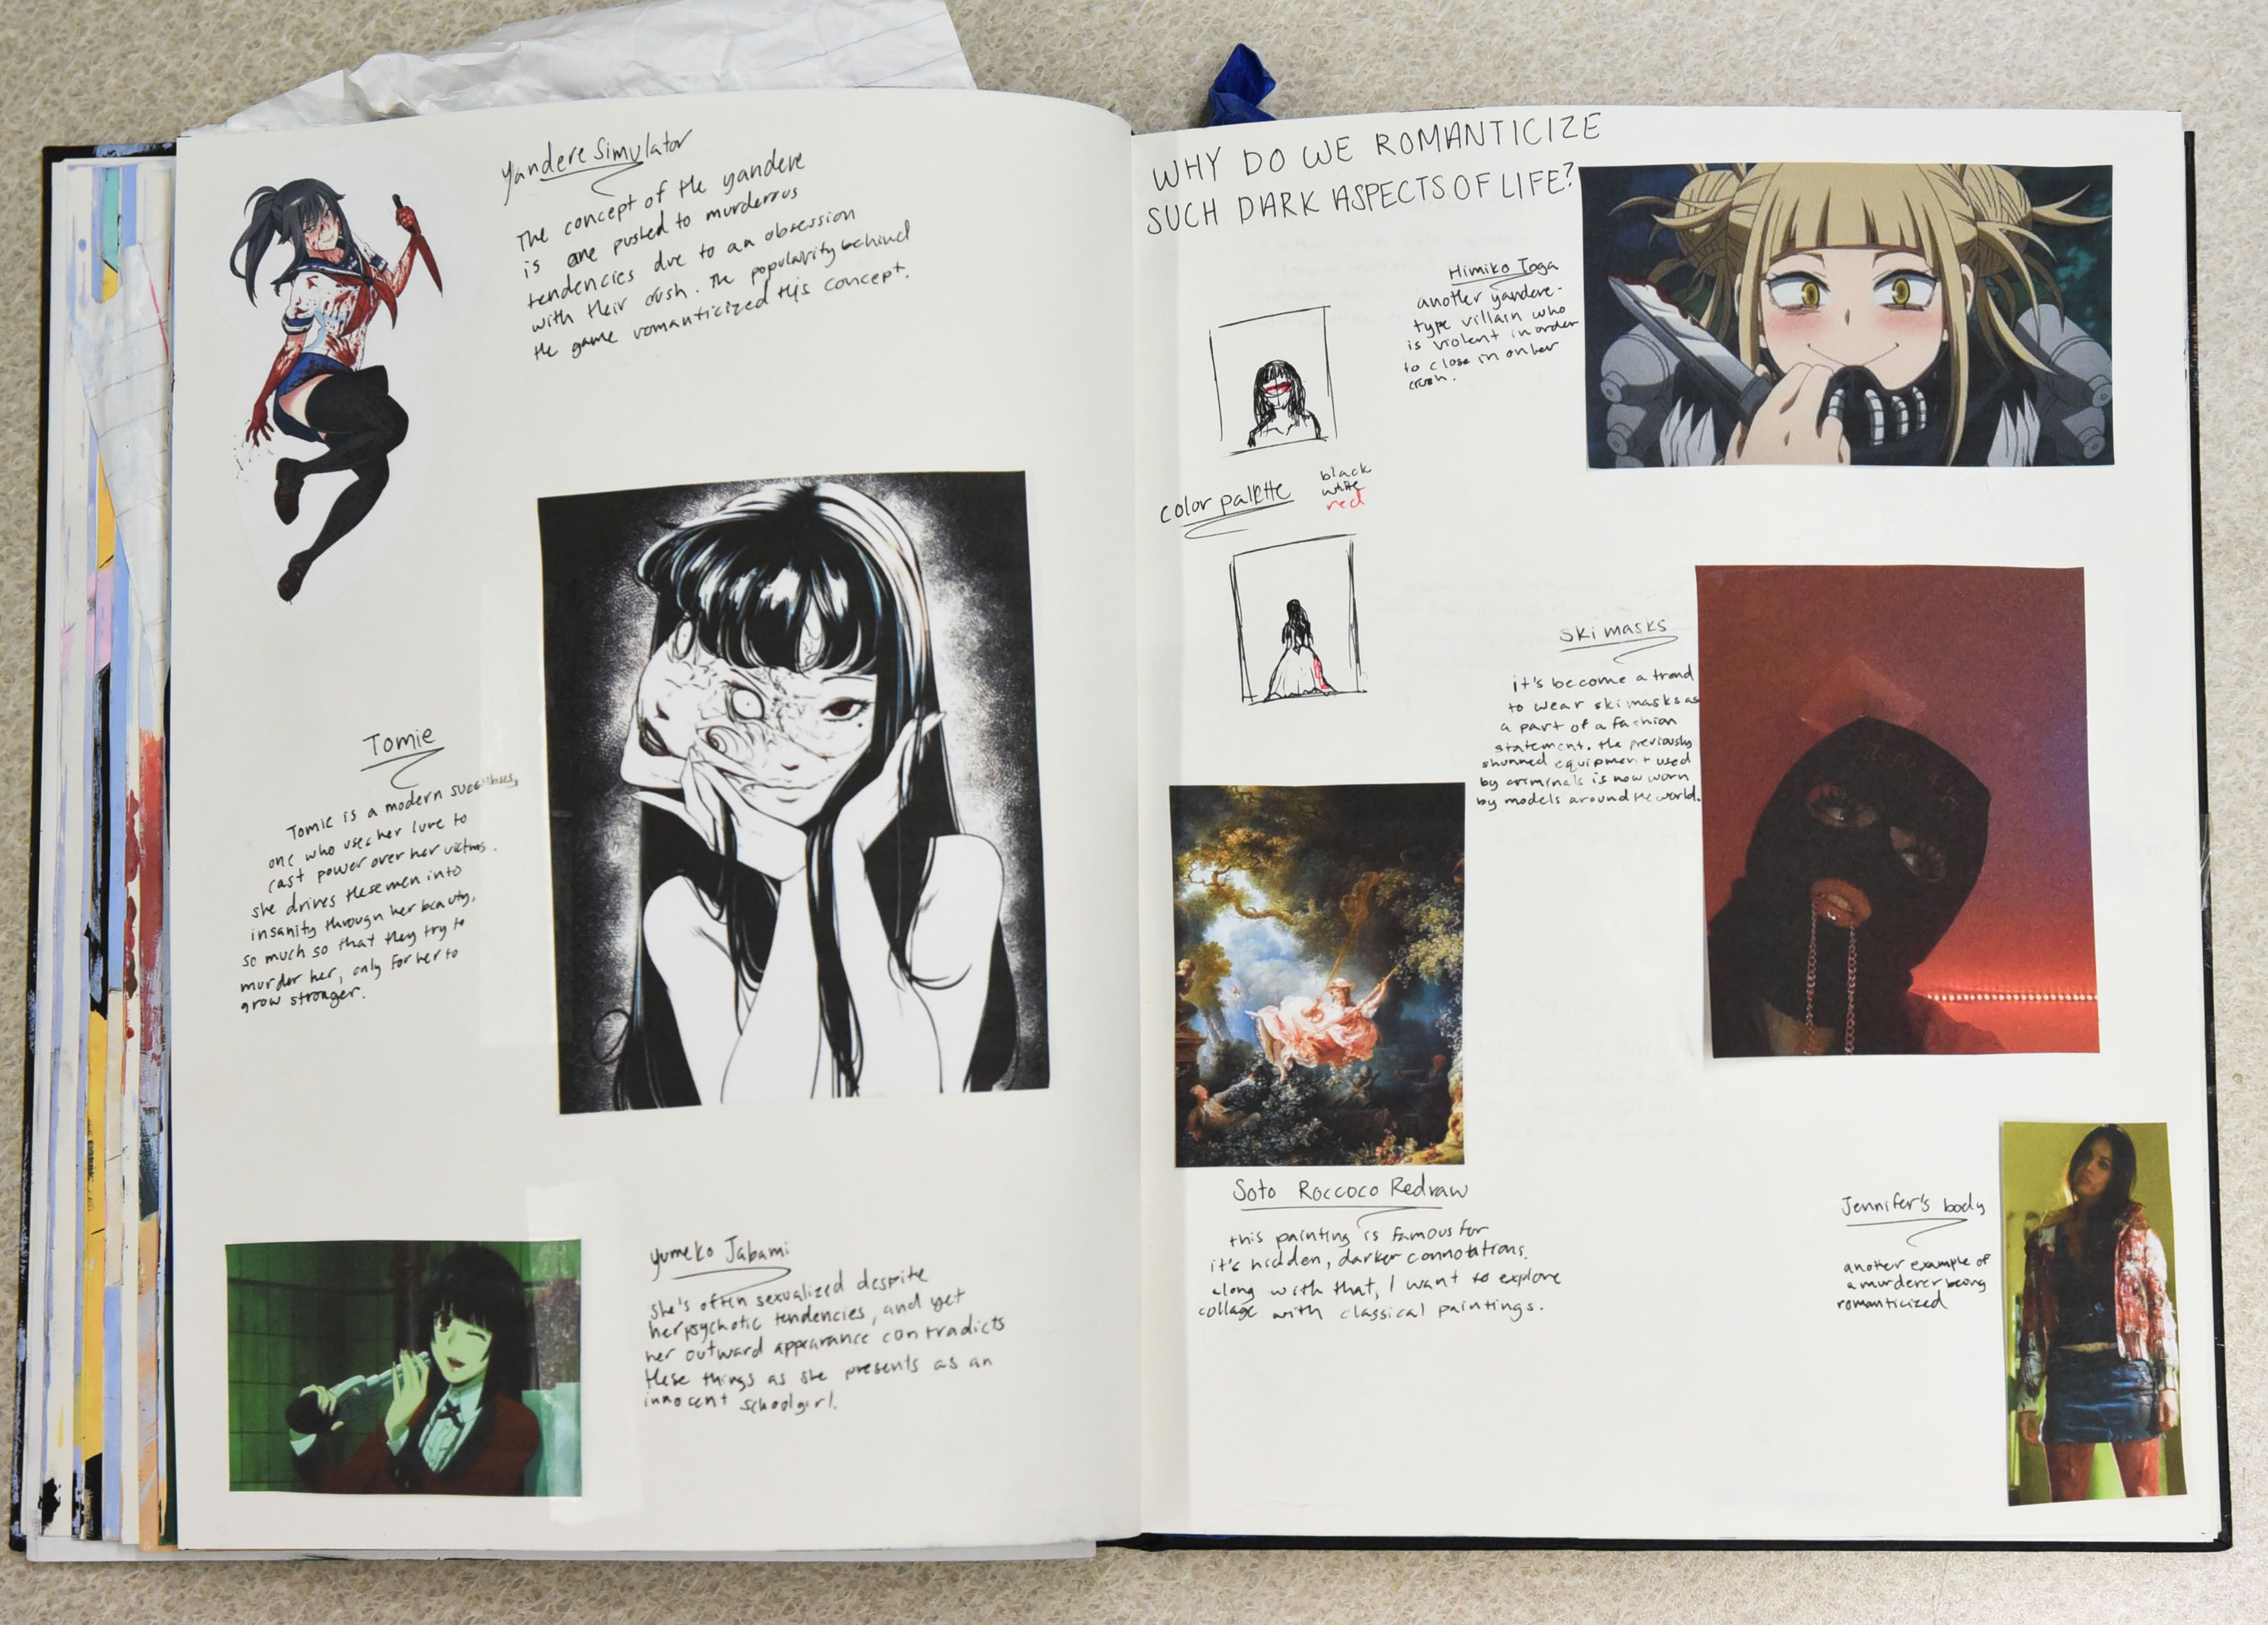 Yandere Simulator
The concept of the yandere
is one pushed to murderous
tendencies due to an obsession
with their crush. The popularity behind
the game romanticized this concept.
Tomie
Tomie is a modern succubus,
one who uses her lure to
cast power over her victims.
she drives these men into
insanity through her beauty,
so much so that they try to
murder her, only for her to
grow stronger.
Yumeko Jabami
she's often sexualized despite
her psychotic tendencies, and yet
her outward appearance contradicts
these things as she presents as an
innocent schoolgirl.
WHY DO WE ROMANTICIZE
SUCH DARK ASPECTS OF LIFE?
Himiko Toga
another yandere-
type villain who
is violent in order
to close in on her
crush.
color palette
black
white
red
Ski masks
it's become a trend
to wear ski masks as
a part of a fashion
statement. the previously
shunned equipment used
by criminals is now worn
by models around the world.
Soto Roccoco Redraw
this painting is famous for
it's hidden, darker connotations.
along with that, I want to explore
collage with classical paintings.
Jennifer's body
another example of
a murderer being
romanticized